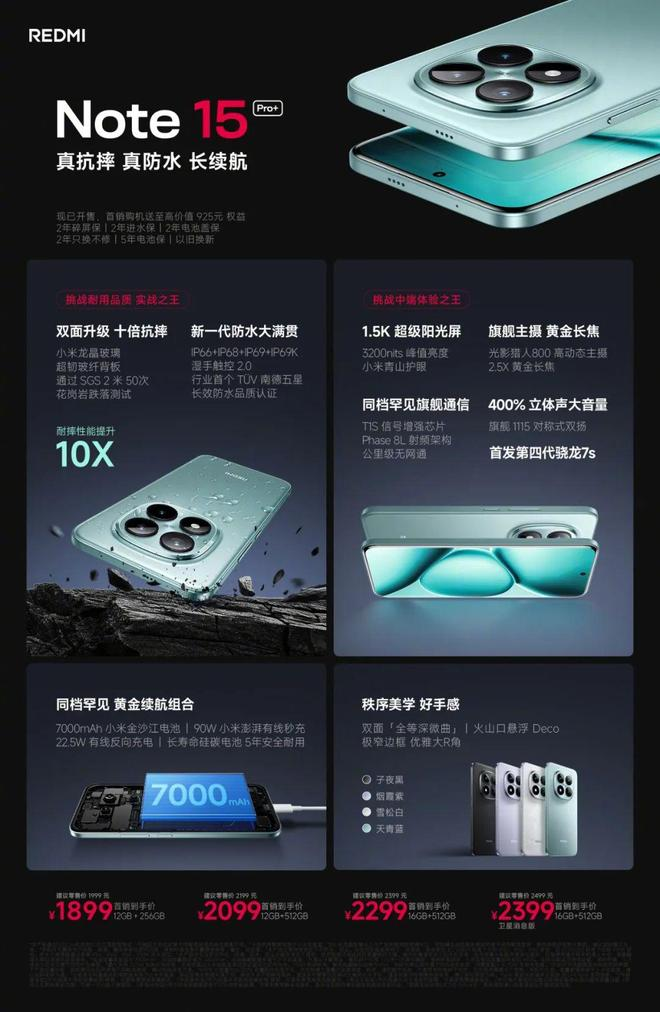 REDMI
Note 15 Pro+
真抗摔 真防水 长续航
现已开售，首销购机送至高价值 925元 权益
2年碎屏保丨2年进水保丨2年电池盖保
2年只换不修丨5年电池保丨以旧换新
挑战耐用品质 实战之王
双面升级 十倍抗摔
小米龙晶玻璃
超韧玻纤背板
通过 SGS 2 米 50次
花岗岩跌落测试
新一代防水大满贯
IP66+IP68+IP69+IP69K
湿手触控 2.0
行业首个 TÜV 南德五星
长效防水品质认证
耐摔性能提升
10X
REDMI
挑战中端体验之王
1.5K 超级阳光屏
3200nits 峰值亮度
小米青山护眼
旗舰主摄 黄金长焦
光影猎人800 高动态主摄
2.5X 黄金长焦
同档罕见旗舰通信
T1S 信号增强芯片
Phase 8L 射频架构
公里级无网通
400% 立体声大音量
旗舰 1115 对称式双扬
首发第四代骁龙7s
同档罕见 黄金续航组合
7000mAh 小米金沙江电池丨90W 小米澎湃有线秒充
22.5W 有线反向充电丨长寿命硅碳电池 5年安全耐用
7000mAh
秩序美学 好手感
双面「全等深微曲」丨火山口悬浮 Deco
极窄边框 优雅大R角
子夜黑
烟霞紫
雪松白
天青蓝
建议零售价 1999 元
¥1899 首销到手价
12GB + 256GB
建议零售价 2199 元
¥2099 首销到手价
12GB+512GB
建议零售价 2399 元
¥2299 首销到手价
16GB+512GB
建议零售价 2499 元
¥2399 首销到手价
16GB+512GB
卫星消息版